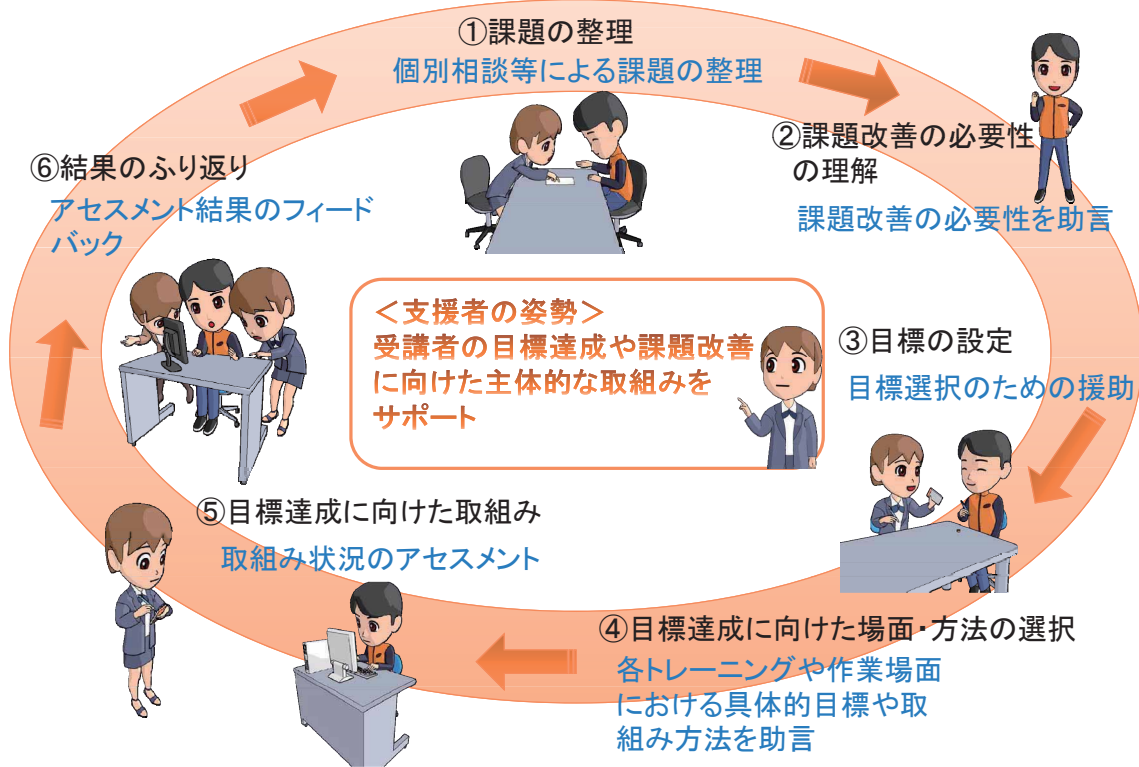 ①課題の整理
個別相談等による課題の整理
②課題改善の必要性
の理解
課題改善の必要性を助言
③目標の設定
目標選択のための援助
④目標達成に向けた場面・方法の選択
各トレーニングや作業場面
における具体的目標や取
組み方法を助言
⑤目標達成に向けた取組み
取組み状況のアセスメント
⑥結果のふり返り
アセスメント結果のフィード
バック
＜支援者の姿勢＞
受講者の目標達成や課題改善
に向けた主体的な取組みを
サポート